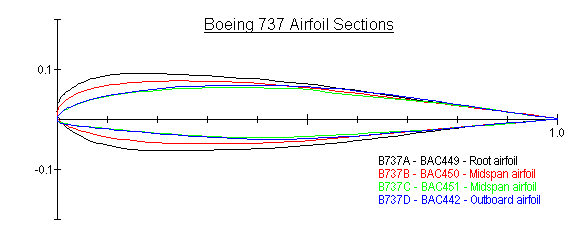 Boeing 737 Airfoil Sections
0.1
1.0
-0.1
B737A - BAC449 - Root airfoil
B737B - BAC450 - Midspan airfoil
B737C - BAC451 - Midspan airfoil
B737D - BAC442 - Outboard airfoil